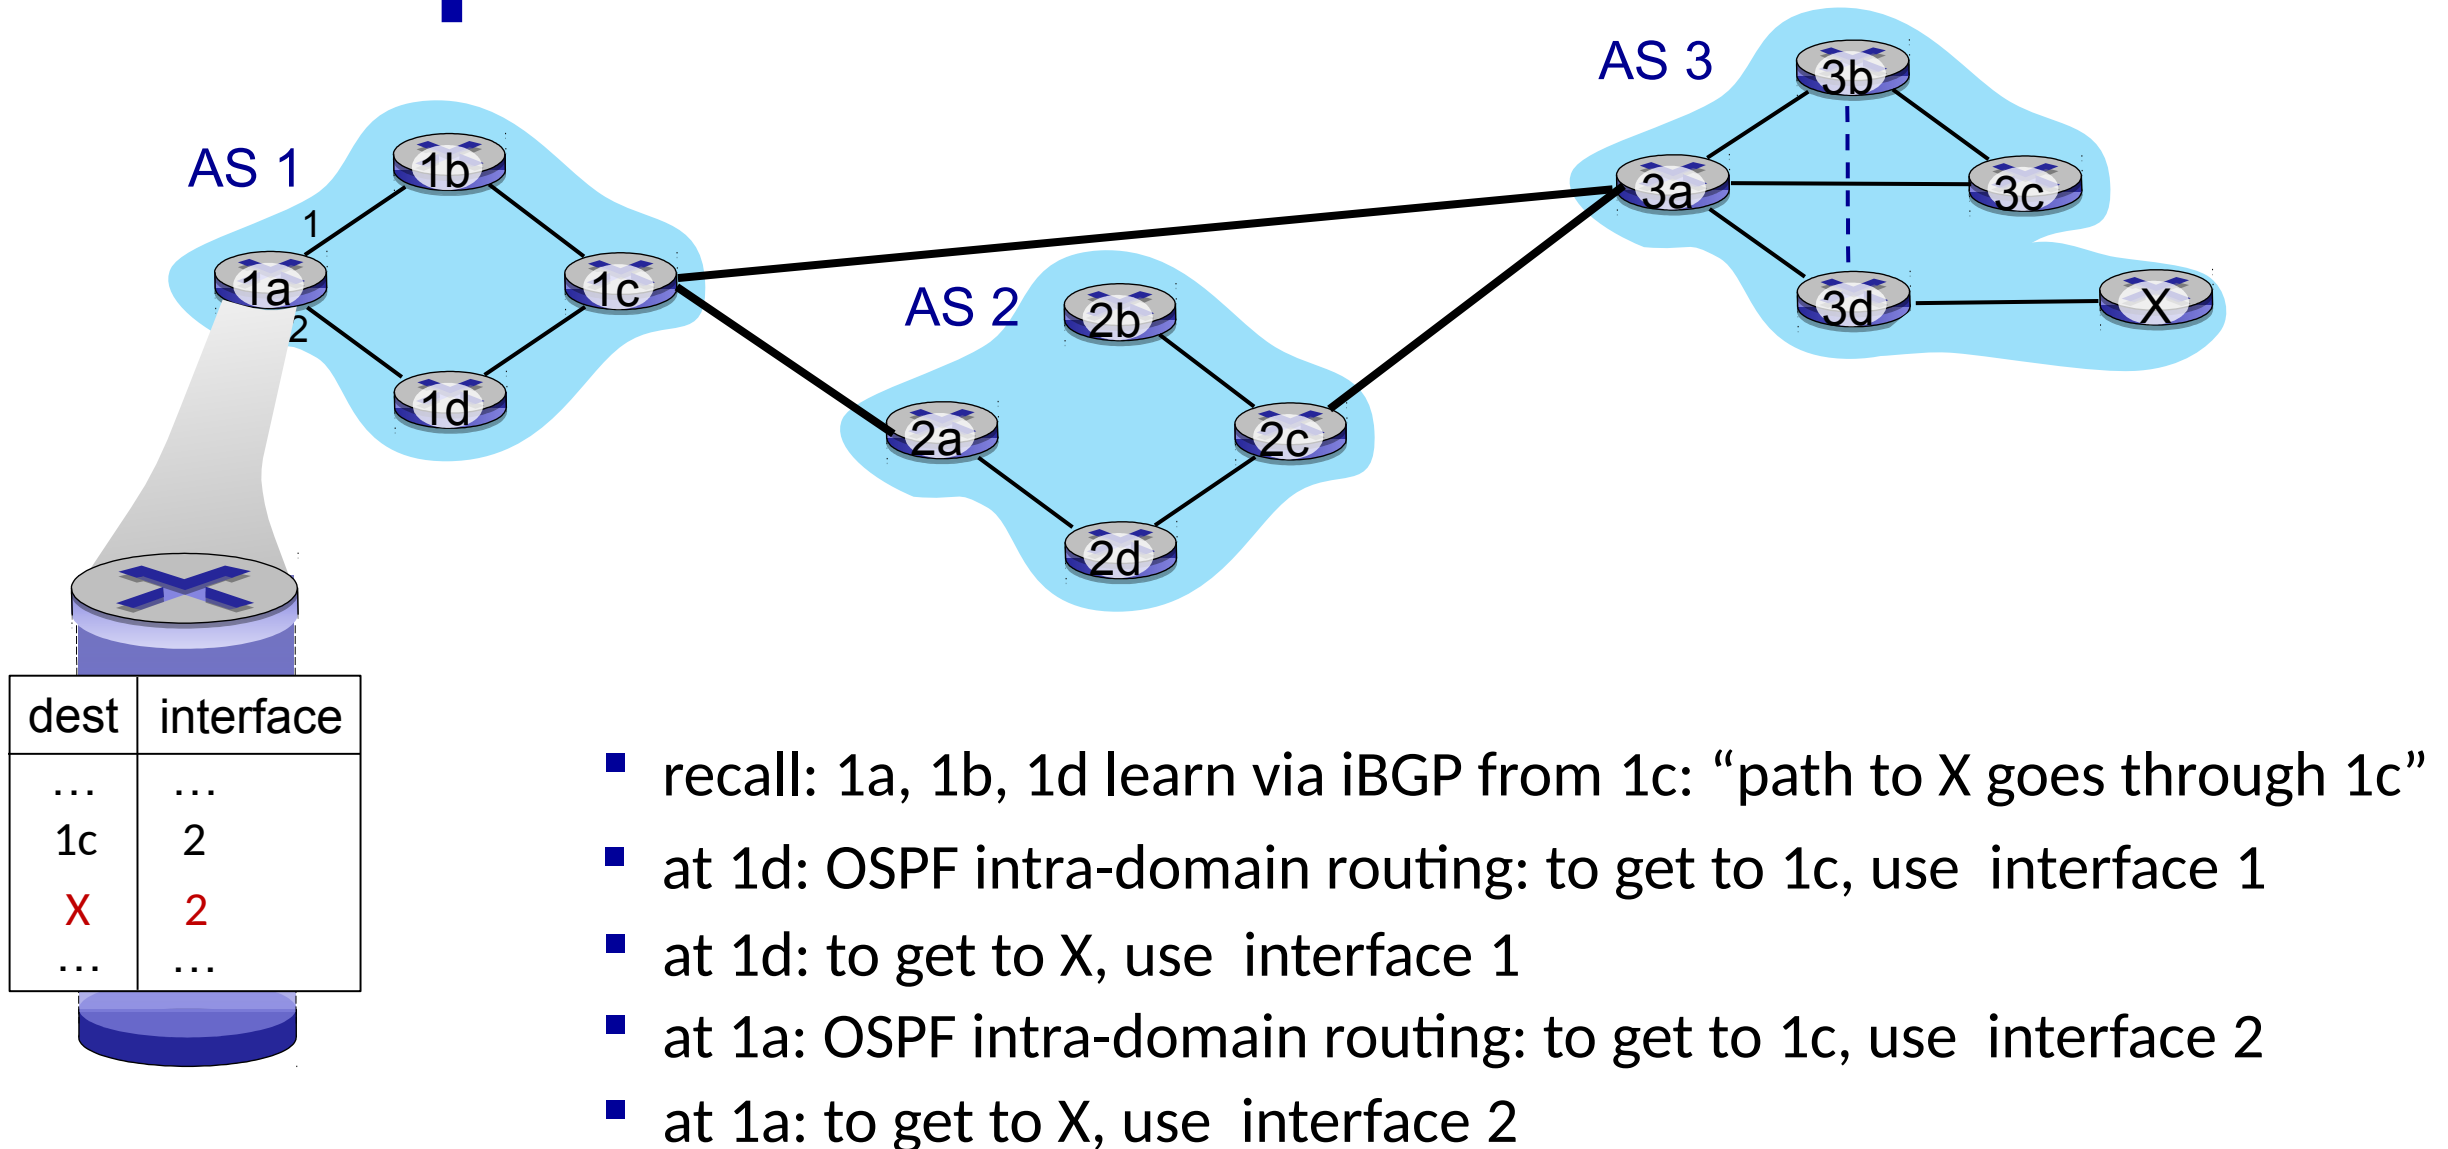 AS 3
3b
AS 1
1b
3a
3c
1
1a
1c
AS 2
2b
3d
X
2
1d
2a
2c
2d
dest interface
… …
1c 2
X 2
… …
recall: 1a, 1b, 1d learn via iBGP from 1c: “path to X goes through 1c”
at 1d: OSPF intra-domain routing: to get to 1c, use interface 1
at 1d: to get to X, use interface 1
at 1a: OSPF intra-domain routing: to get to 1c, use interface 2
at 1a: to get to X, use interface 2